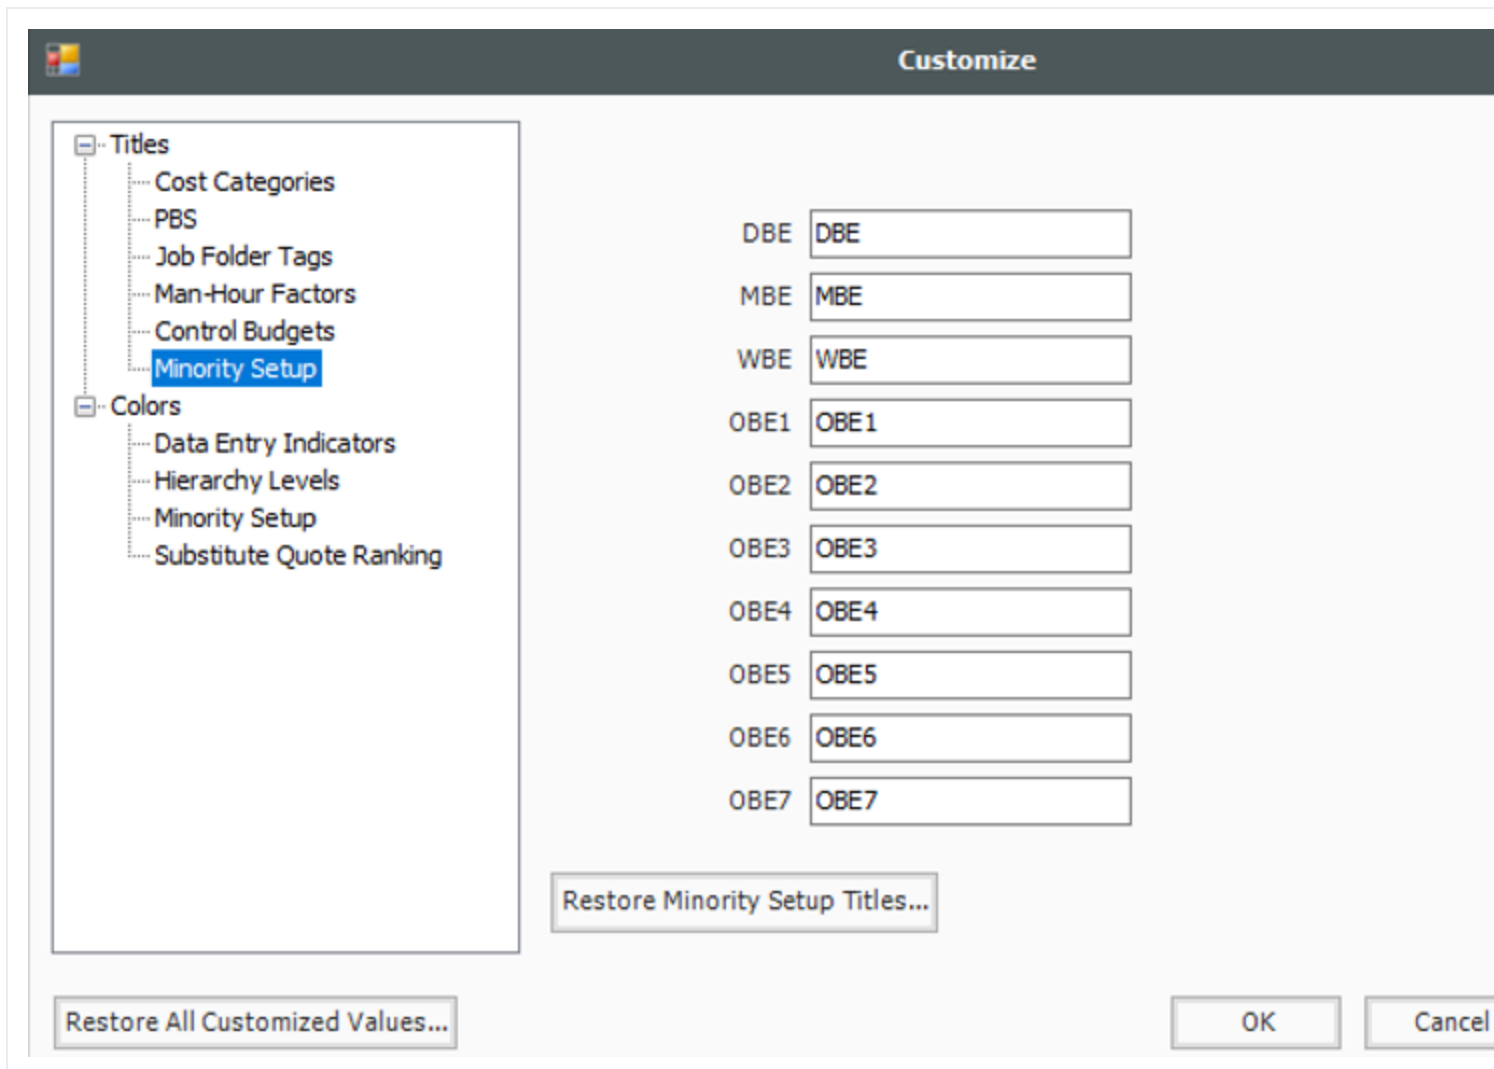 Customize
Titles
Cost Categories
PBS
Job Folder Tags
Man-Hour Factors
Control Budgets
Minority Setup
Colors
Data Entry Indicators
Hierarchy Levels
Minority Setup
Substitute Quote Ranking
DBE DBE
MBE MBE
WBE WBE
OBE1 OBE1
OBE2 OBE2
OBE3 OBE3
OBE4 OBE4
OBE5 OBE5
OBE6 OBE6
OBE7 OBE7
Restore Minority Setup Titles...
Restore All Customized Values...
OK
Cancel